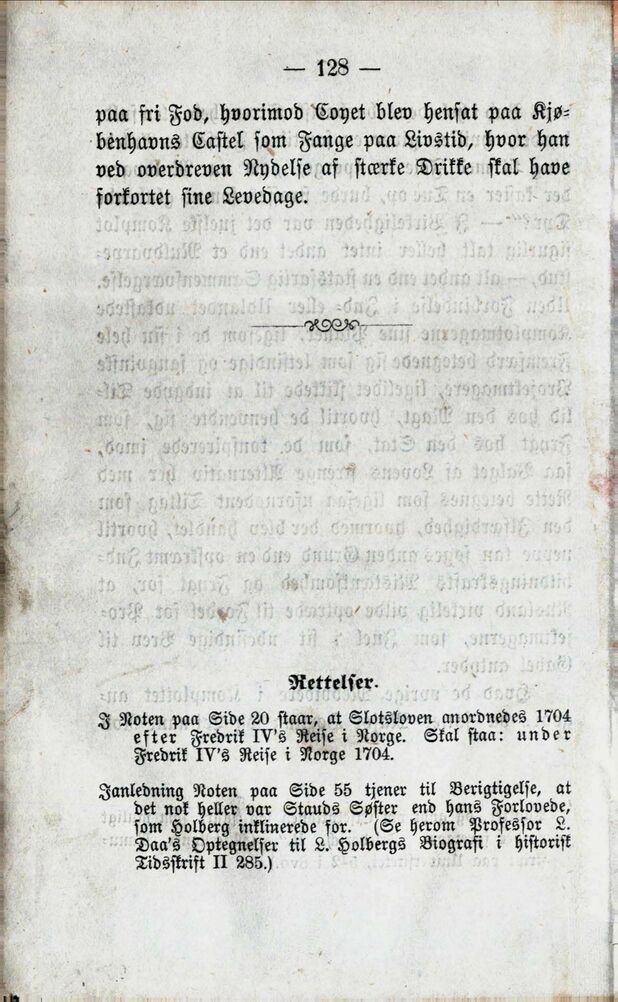 — 128 —
paa fri Fod, hvorimod Coyet blev hensat paa Kjø-
benhavns Castel som Fange paa Livstid, hvor han
ved overdreven Nydelse af stærke Drikke skal have
forkortet sine Levedage.
Rettelser.
I Noten paa Side 20 staar, at Slotsloven anordnedes 1704
efter Fredrik IV's Reise i Norge. Skal staa: under
Fredrik IV's Reise i Norge 1704.
Ianledning Noten paa Side 55 tjener til Berigtigelse, at
det nok heller var Stauds Søster end hans Forlovede,
som Holberg inklinerede for. (Se herom Professor L.
Daa's Optegnelser til L. Holbergs Biografi i historisk
Tidsskrift II 285.)